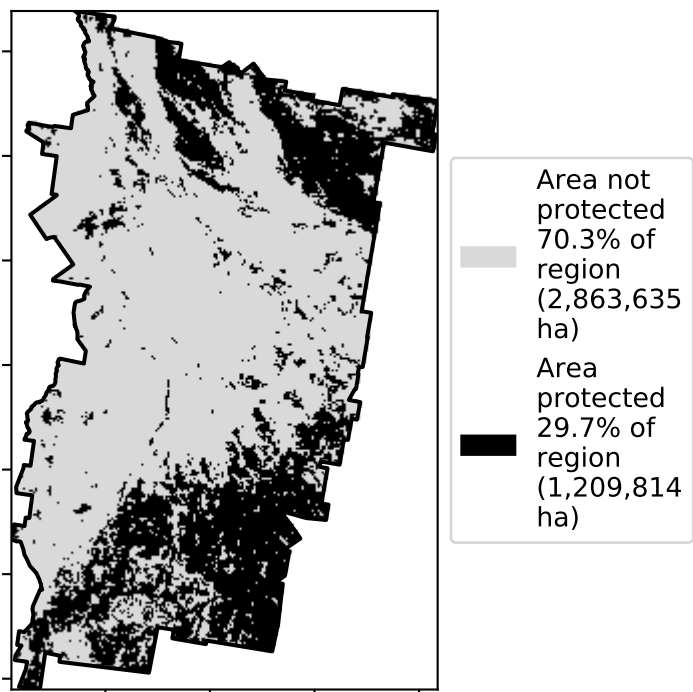 Area not
protected
70.3% of
region
(2,863,635
ha)
Area
protected
29.7% of
region
(1,209,814
ha)